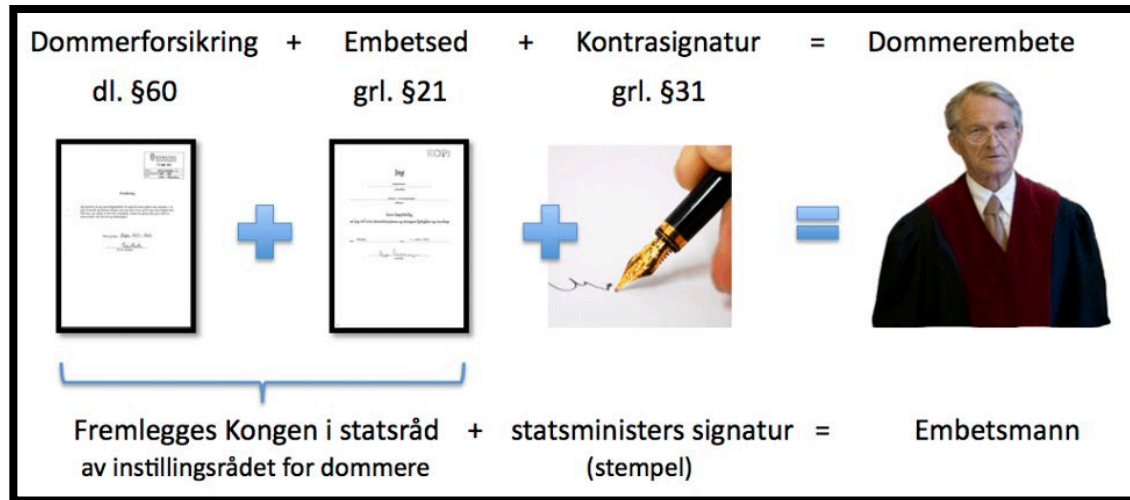 Dommerforsikring + Embetsed + Kontrasignatur = Dommerembete
dl. §60 grl. §21 grl. §31
Jeg
Fremlegges Kongen i statsråd + statsministers signatur = Embetsmann
av instillingsrådet for dommere (stempel)